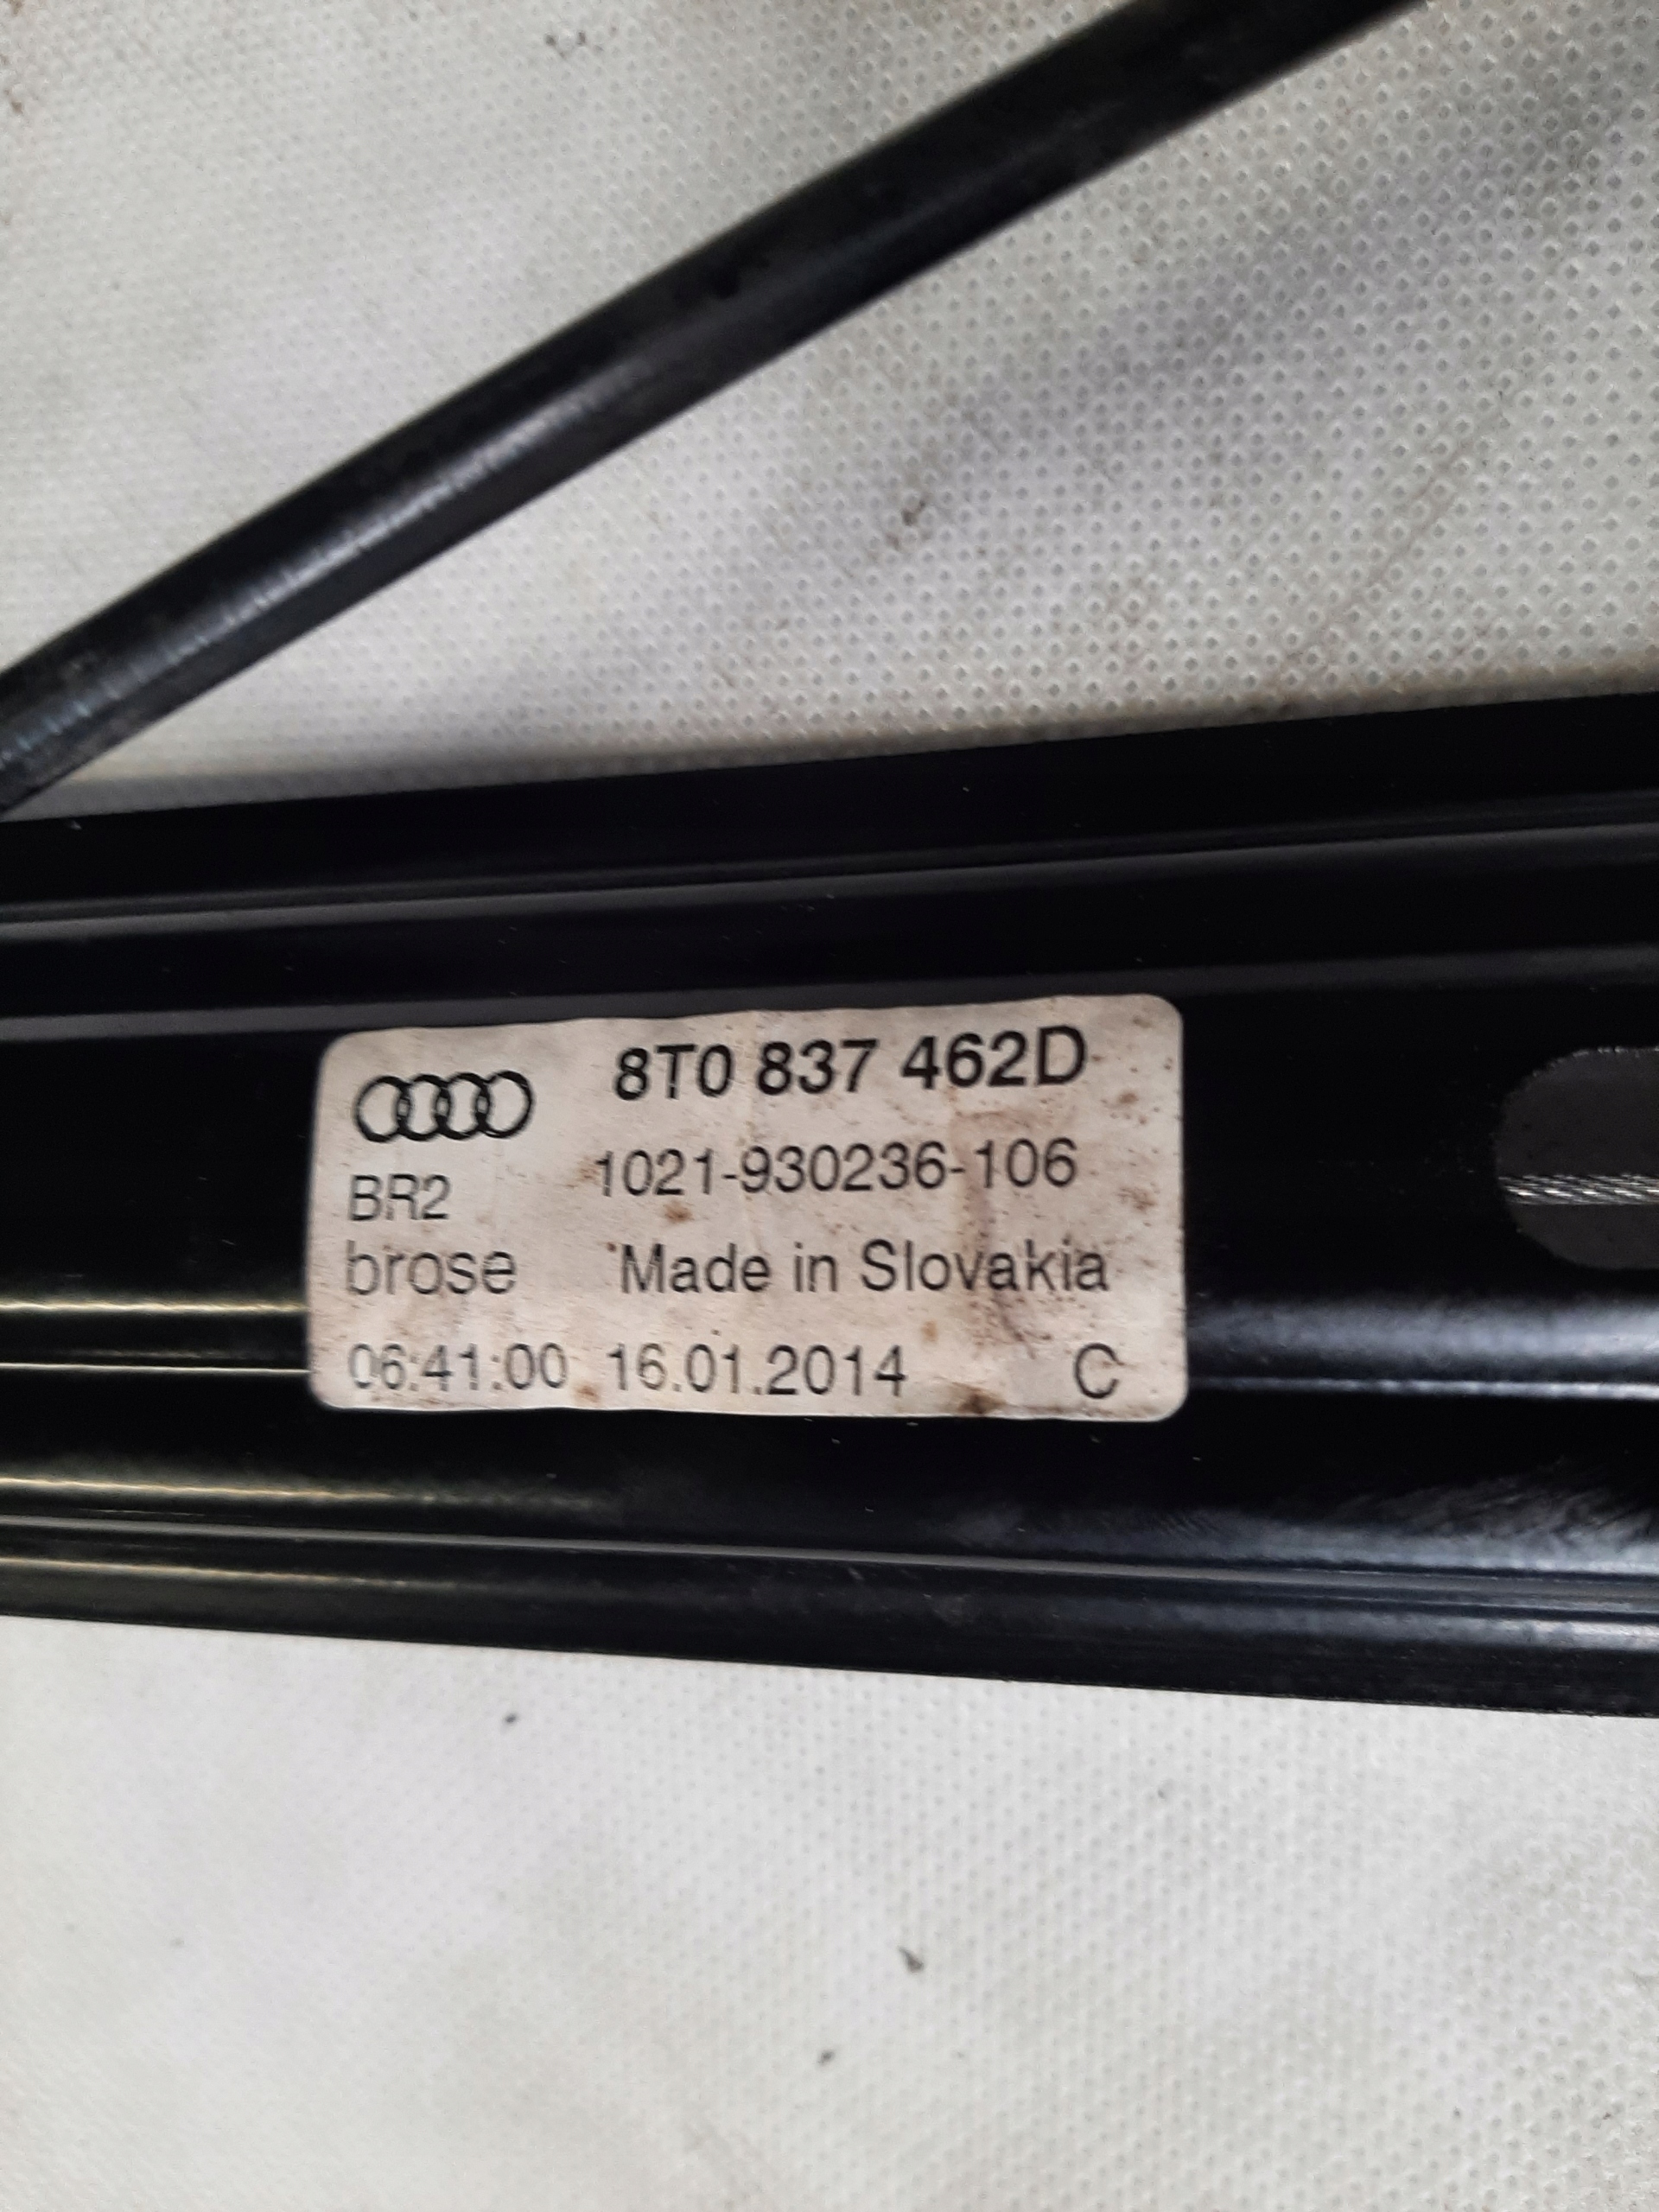 8T0 837 462D
BR2 1021-930236-106
brose Made in Slovakia
06:41:00 16.01.2014 C